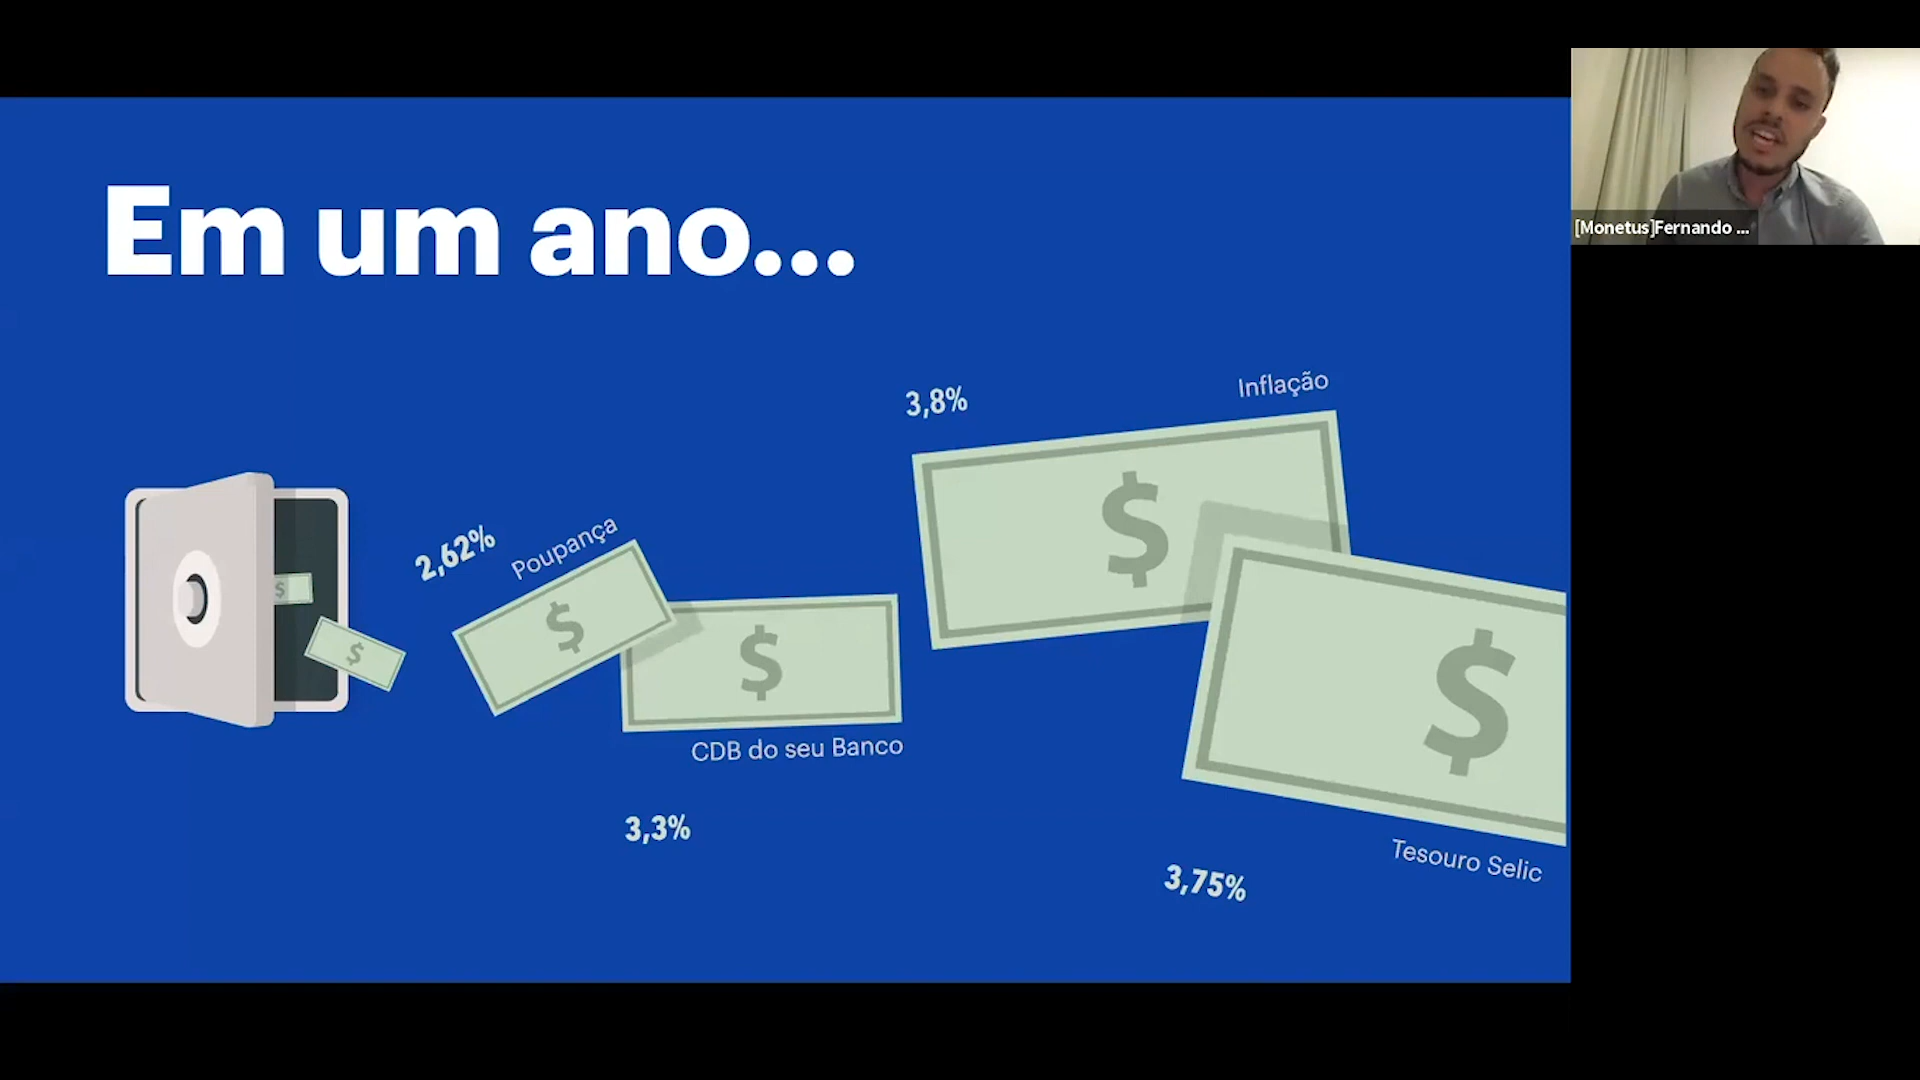 Em um ano...
[Monetus]Fernando ...
3,8%
Inflação
$
2,62%
Poupança
$
$
$
$
CDB do seu Banco
3,3%
$
Tesouro Selic
3,75%